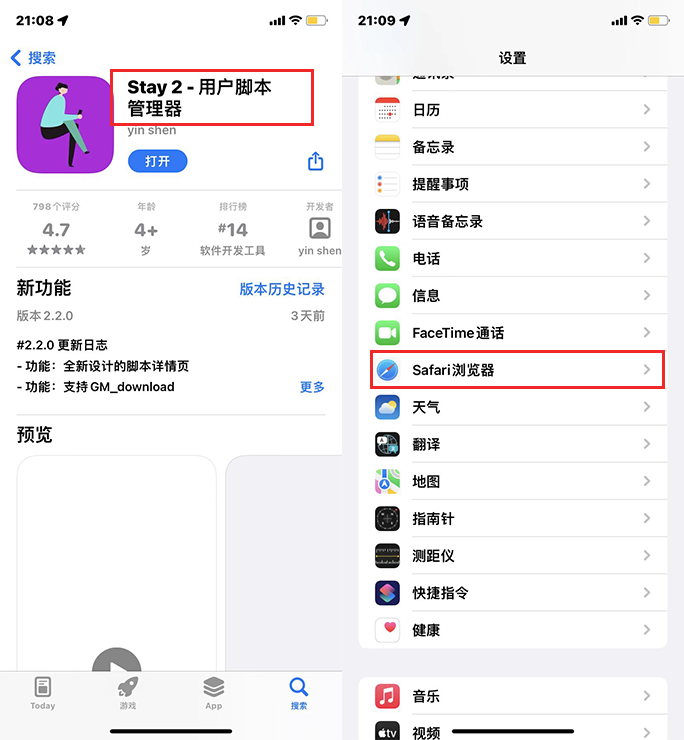 21:08
搜索
Stay 2 - 用户脚本
管理器
yin shen
打开
798个评分
年龄
排行榜
开发者
4.7
4+
#14
岁
软件开发工具
yin shen
新功能
版本历史记录
版本2.2.0
3天前
#2.2.0 更新日志
- 功能：全新设计的脚本详情页
- 功能：支持 GM_download
更多
预览
Today
游戏
App
搜索
21:09
设置
通讯录
日历
备忘录
提醒事项
语音备忘录
电话
信息
FaceTime通话
Safari浏览器
天气
翻译
地图
指南针
测距仪
快捷指令
健康
音乐
tv
视频